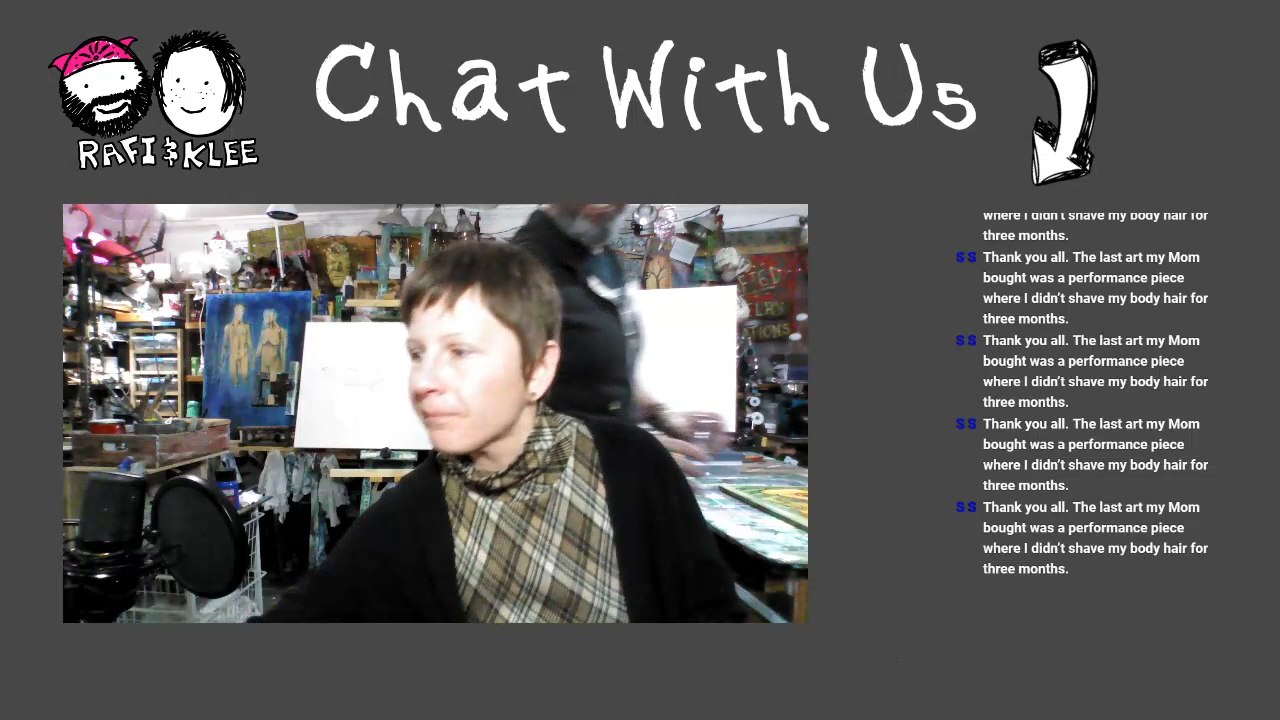 Chat With Us
RAFI & KLEE
where I didn't shave my body hair for
three months.
S S Thank you all. The last art my Mom
bought was a performance piece
where I didn't shave my body hair for
three months.
S S Thank you all. The last art my Mom
bought was a performance piece
where I didn't shave my body hair for
three months.
S S Thank you all. The last art my Mom
bought was a performance piece
where I didn't shave my body hair for
three months.
S S Thank you all. The last art my Mom
bought was a performance piece
where I didn't shave my body hair for
three months.